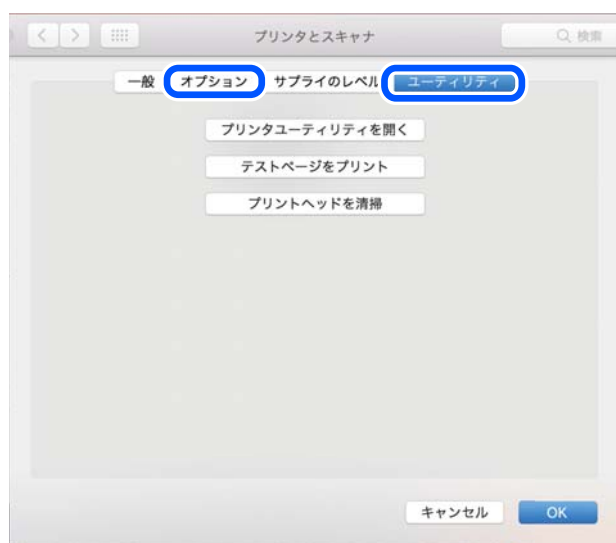 プリンタとスキャナ 検索
一般 オプション サプライのレベル ユーティリティ
プリンタユーティリティを開く
テストページをプリント
プリントヘッドを清掃
キャンセル OK